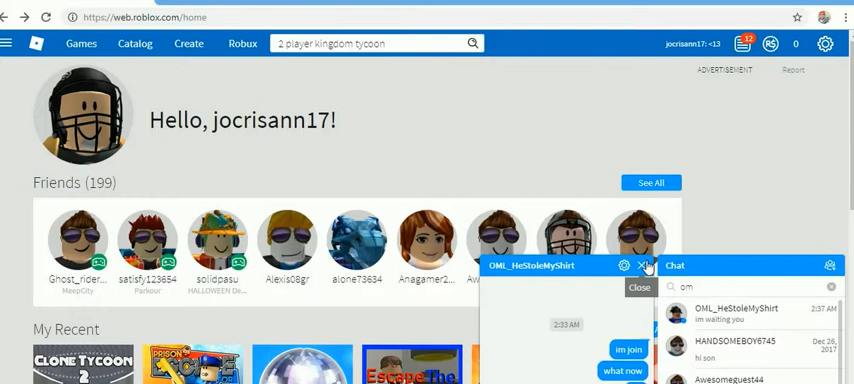 https://web.roblox.com/home
Games Catalog Create Robux 2 player kingdom tycoon jocrisann17: <13 12 0
ADVERTISEMENT Report
Hello, jocrisann17!
Friends (199) See All
Ghost_rider... satisfy123654 solidpasu Alexis08gr alone73634 Anagamer2...
MeepCity Parkour HALLOWEEN De...
OML_HeStoleMyShirt
Close
2:33 AM
im join
what now
Chat
om
OML_HeStoleMyShirt 2:37 AM
im waiting you
HANDSOMEBOY6745 Dec 26, 2017
hi son
Awesomeguest44
My Recent
CLONE TYCOON 2
PRISON
Escape The